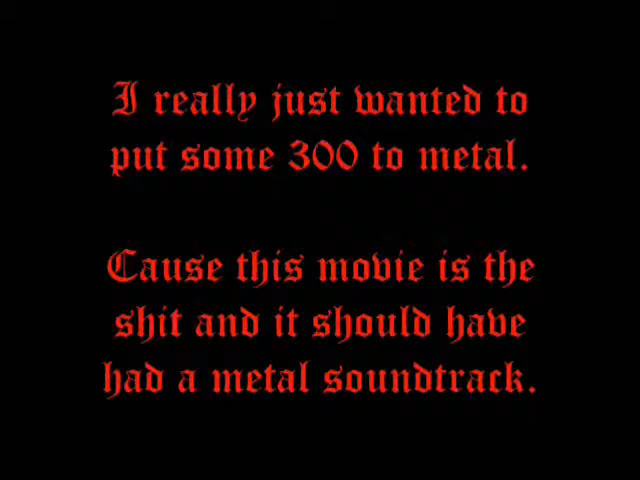 I really just wanted to
put some 300 to metal.
Cause this movie is the
shit and it should have
had a metal soundtrack.